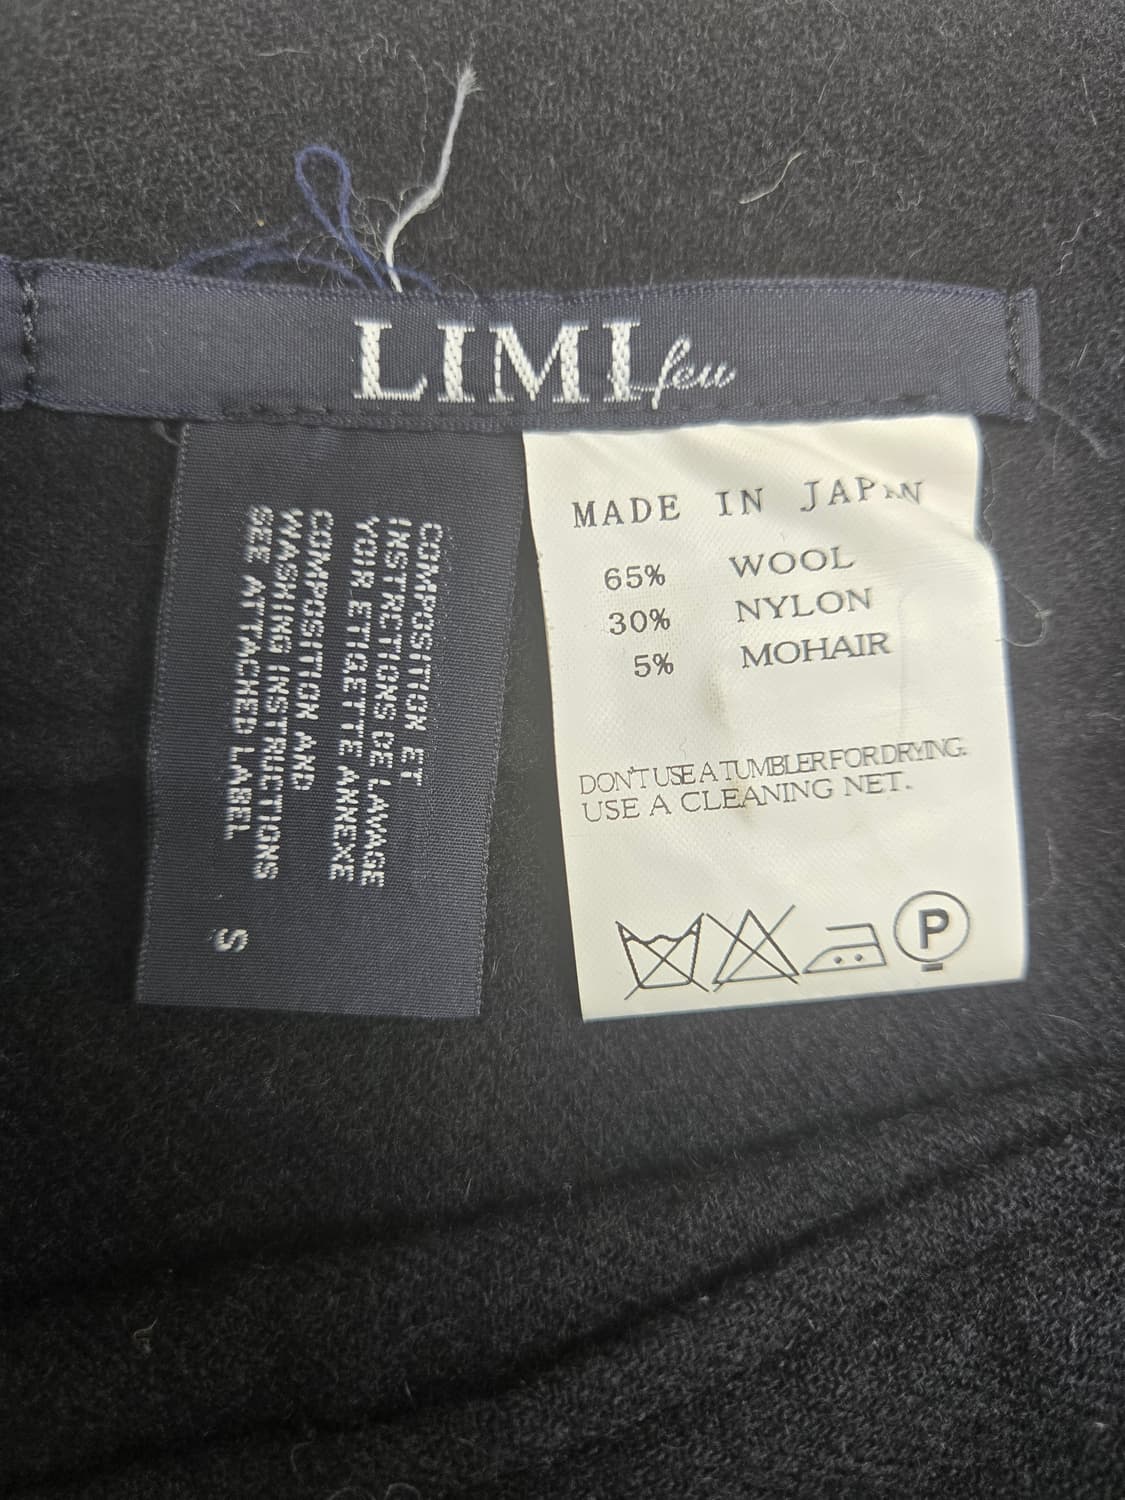 LIMI feu
COMPOSITION ET
INSTRCTIONS DE LAVAGE
VOIR ETIGETTE ANNEXE
COMPOSITION AND
WASHING INSTRUCTIONS
SEE ATTACHED LABEL
S
MADE IN JAPAN
65% WOOL
30% NYLON
5% MOHAIR
DON'T USE A TUMBLER FOR DRYING.
USE A CLEANING NET.
P